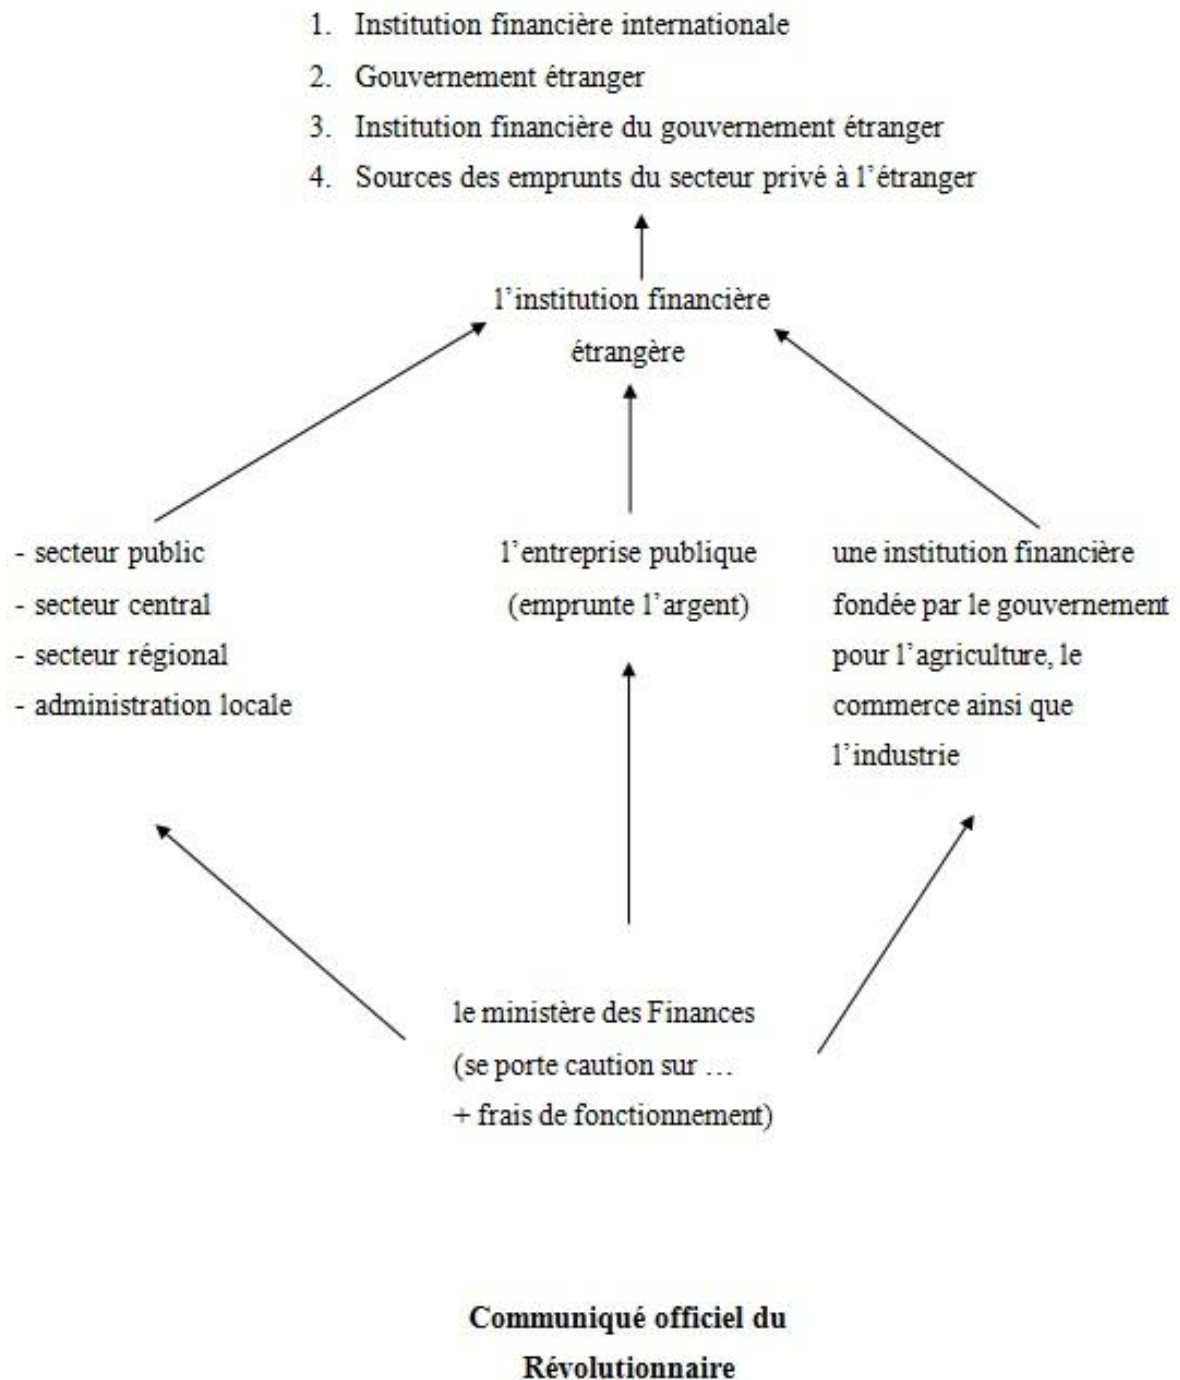 1. Institution financière internationale
2. Gouvernement étranger
3. Institution financière du gouvernement étranger
4. Sources des emprunts du secteur privé à l’étranger
l’institution financière
étrangère
- secteur public
- secteur central
- secteur régional
- administration locale
l’entreprise publique
(emprunte l’argent)
une institution financière
fondée par le gouvernement
pour l’agriculture, le
commerce ainsi que
l’industrie
le ministère des Finances
(se porte caution sur …
+ frais de fonctionnement)
Communiqué officiel du
Révolutionnaire